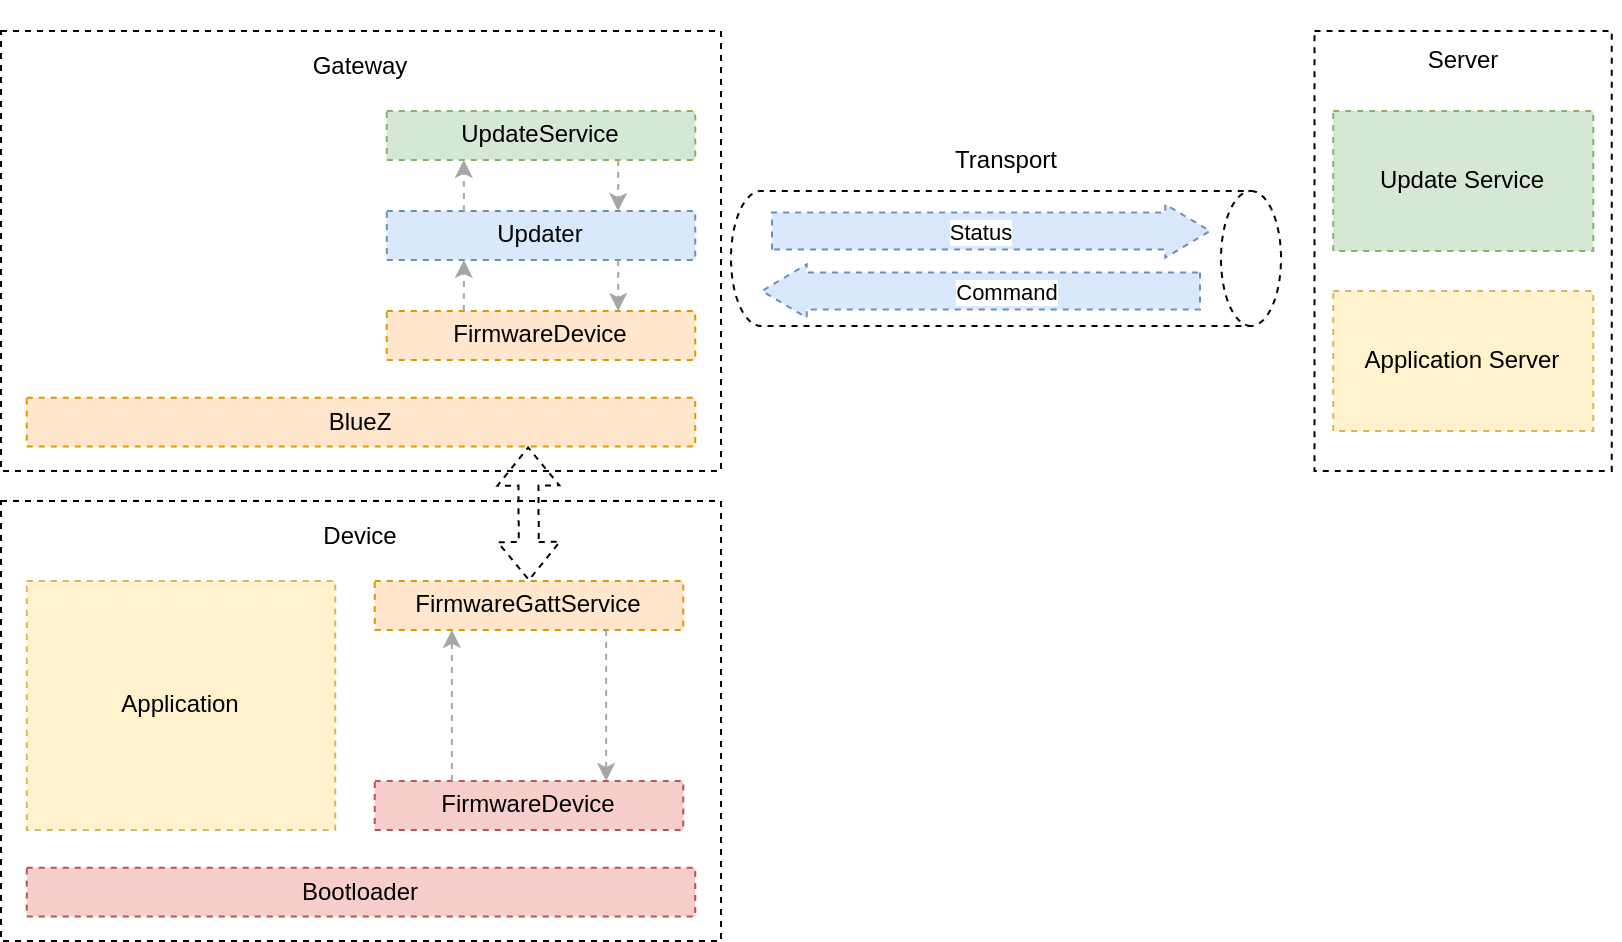 Gateway
UpdateService
Updater
FirmwareDevice
BlueZ
Transport
Status
Command
Server
Update Service
Application Server
Device
FirmwareGattService
Application
FirmwareDevice
Bootloader